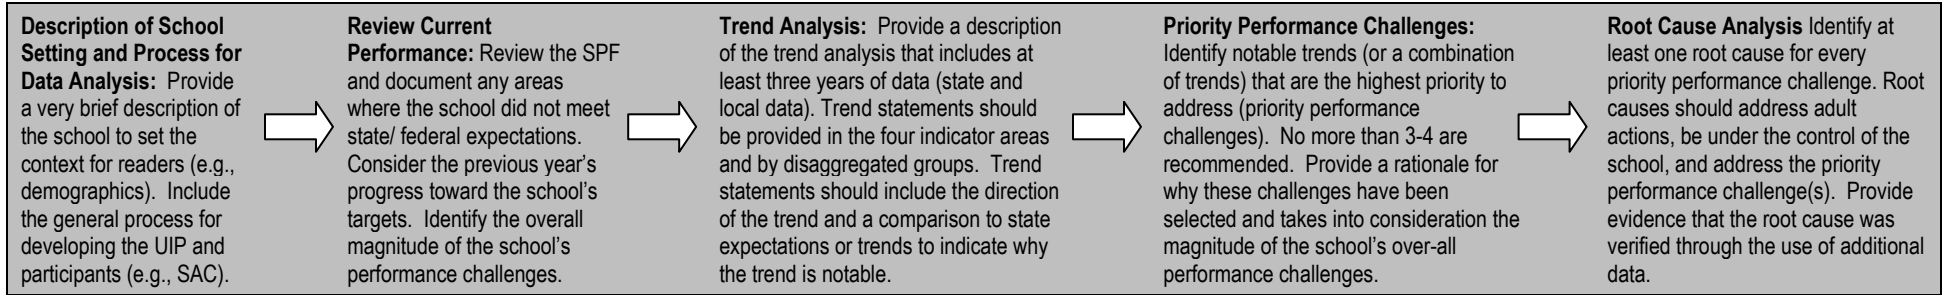 Description of School
Setting and Process for
Data Analysis: Provide
a very brief description of
the school to set the
context for readers (e.g.,
demographics). Include
the general process for
developing the UIP and
participants (e.g., SAC).
Review Current
Performance: Review the SPF
and document any areas
where the school did not meet
state/ federal expectations.
Consider the previous year's
progress toward the school's
targets. Identify the overall
magnitude of the school's
performance challenges.
Trend Analysis: Provide a description
of the trend analysis that includes at
least three years of data (state and
local data). Trend statements should
be provided in the four indicator areas
and by disaggregated groups. Trend
statements should include the direction
of the trend and a comparison to state
expectations or trends to indicate why
the trend is notable.
Priority Performance Challenges:
Identify notable trends (or a combination
of trends) that are the highest priority to
address (priority performance
challenges). No more than 3-4 are
recommended. Provide a rationale for
why these challenges have been
selected and takes into consideration the
magnitude of the school's over-all
performance challenges.
Root Cause Analysis Identify at
least one root cause for every
priority performance challenge. Root
causes should address adult
actions, be under the control of the
school, and address the priority
performance challenge(s). Provide
evidence that the root cause was
verified through the use of additional
data.